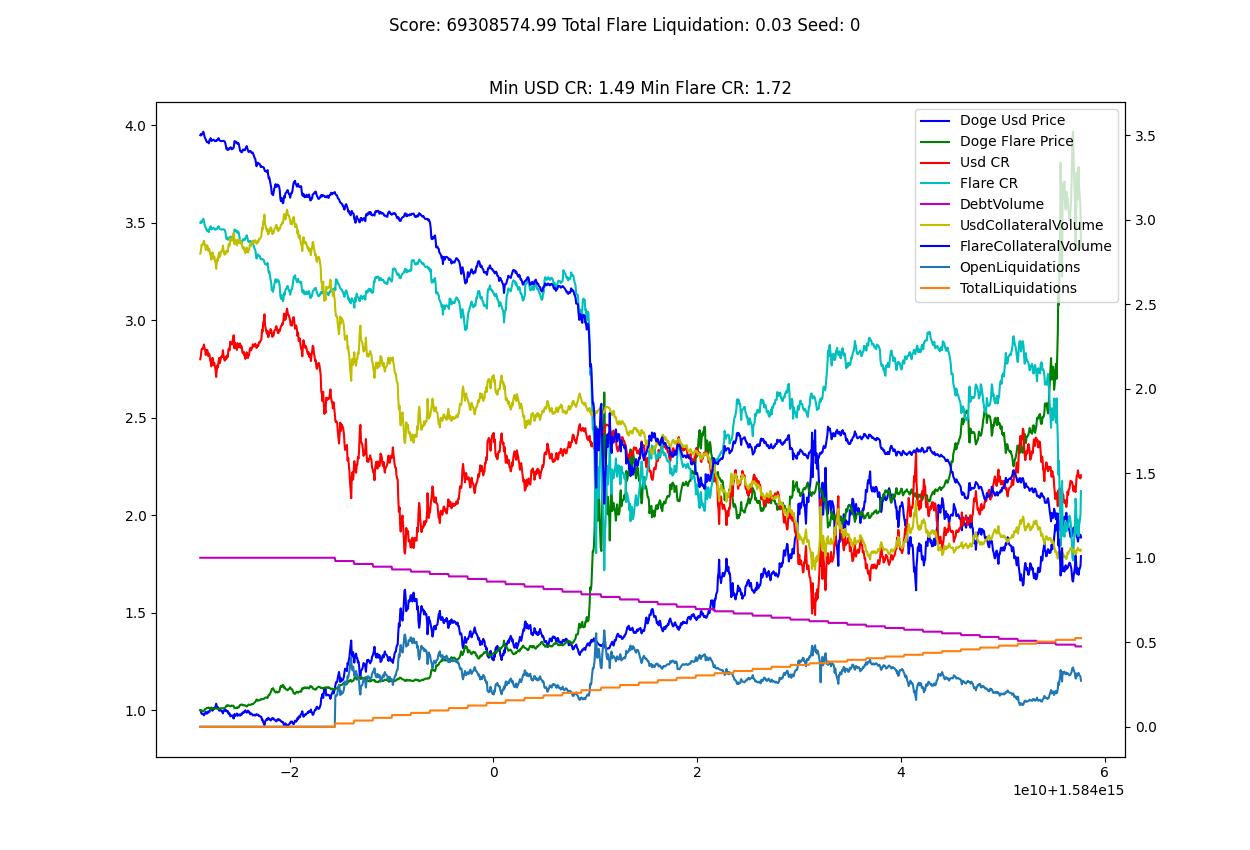 Score: 69308574.99 Total Flare Liquidation: 0.03 Seed: 0
Min USD CR: 1.49 Min Flare CR: 1.72
Doge Usd Price
Doge Flare Price
Usd CR
Flare CR
DebtVolume
UsdCollateralVolume
FlareCollateralVolume
OpenLiquidations
TotalLiquidations
4.0
3.5
3.0
2.5
2.0
1.5
1.0
3.5
3.0
2.5
2.0
1.5
1.0
0.5
0.0
−2
0
2
4
6
1e10+1.584e15